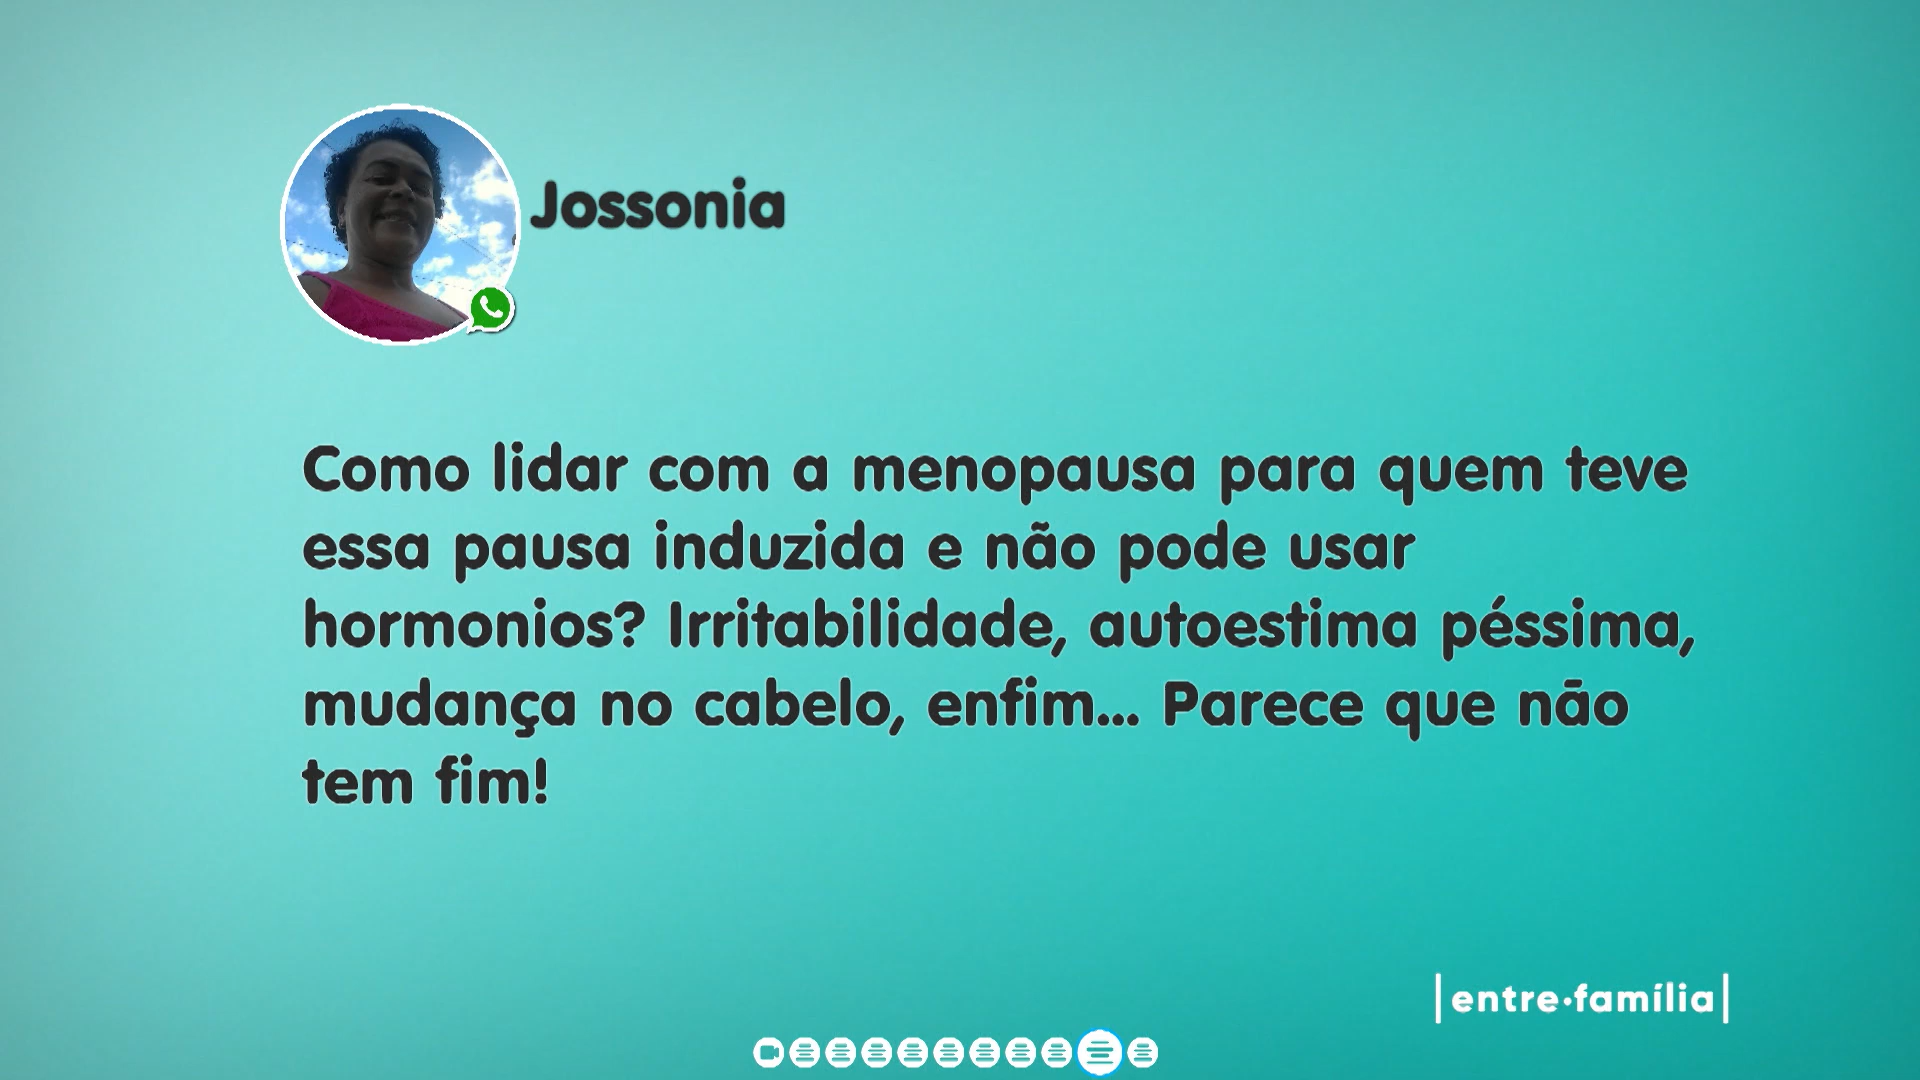 Jossonia
Como lidar com a menopausa para quem teve
essa pausa induzida e não pode usar
hormonios? Irritabilidade, autoestima péssima,
mudança no cabelo, enfim... Parece que não
tem fim!
|entre•família|